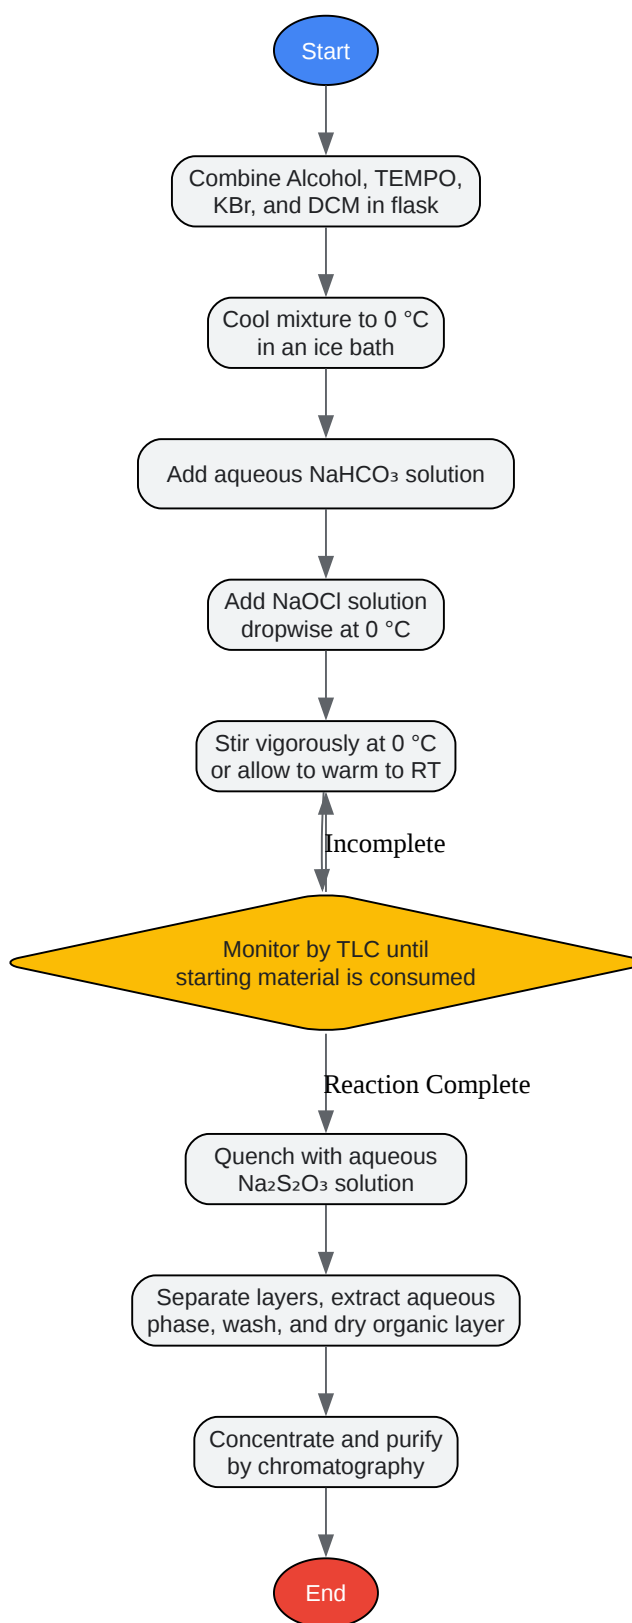 Start
Combine Alcohol, TEMPO,
KBr, and DCM in flask
Cool mixture to 0 °C
in an ice bath
Add aqueous NaHCO₃ solution
Add NaOCl solution
dropwise at 0 °C
Stir vigorously at 0 °C
or allow to warm to RT
Incomplete
Monitor by TLC until
starting material is consumed
Reaction Complete
Quench with aqueous
Na₂S₂O₃ solution
Separate layers, extract aqueous
phase, wash, and dry organic layer
Concentrate and purify
by chromatography
End